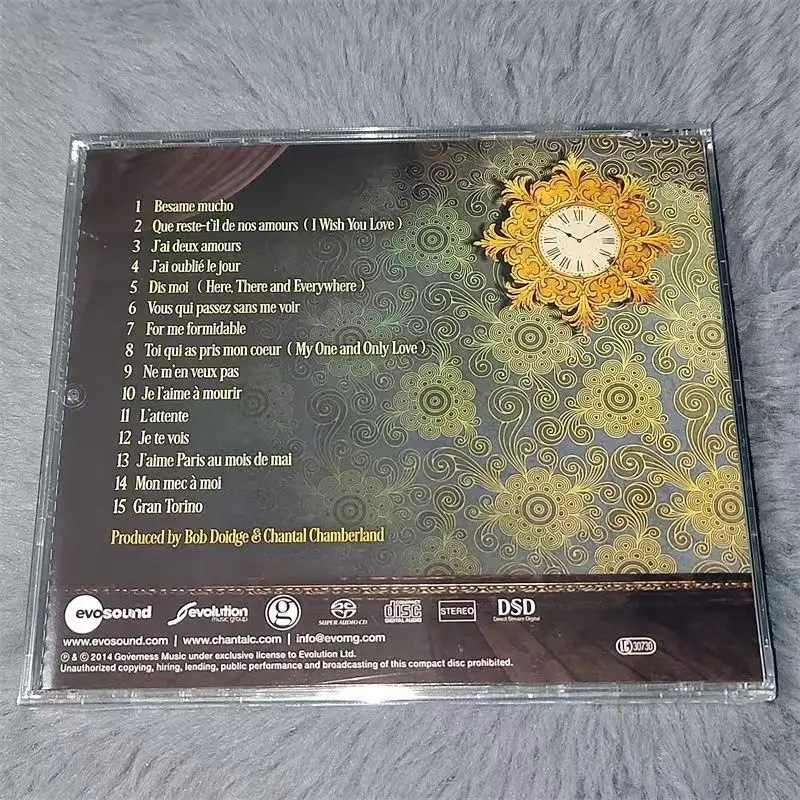 1 Besame mucho
2 Que reste-t'il de nos amours ( I Wish You Love )
3 J'ai deux amours
4 J'ai oublié le jour
5 Dis moi ( Here, There and Everywhere )
6 Vous qui passez sans me voir
7 For me formidable
8 Toi qui as pris mon coeur ( My One and Only Love )
9 Ne m'en veux pas
10 Je l'aime à mourir
11 L'attente
12 Je te vois
13 J'aime Paris au mois de mai
14 Mon mec à moi
15 Gran Torino
Produced by Bob Doidge & Chantal Chamberland
evosound evolution music group g SUPER AUDIO CD COMPACT disc DIGITAL AUDIO STEREO DSD Direct Stream Digital
www.evosound.com | www.chantalc.com | info@evomg.com
℗ & © 2014 Governess Music under exclusive license to Evolution Ltd.
Unauthorized copying, hiring, lending, public performance and broadcasting of this compact disc prohibited.
LC 30730